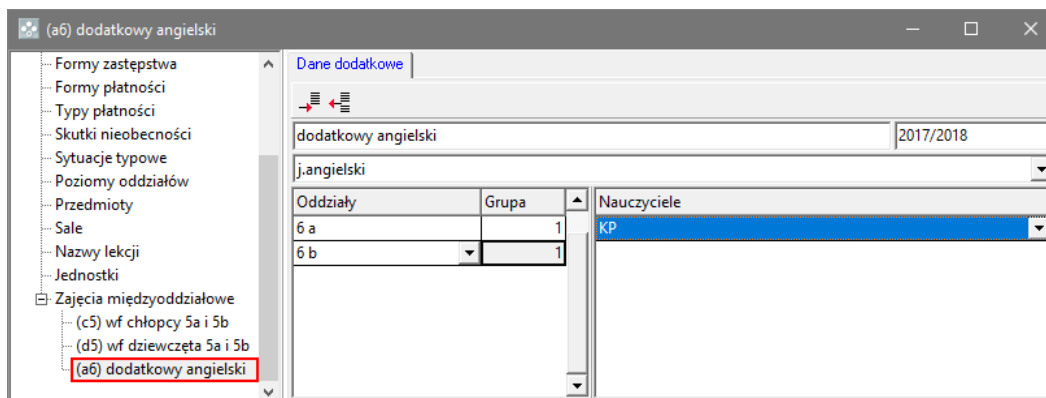 (a6) dodatkowy angielski
Formy zastępstwa
Formy płatności
Typy płatności
Skutki nieobecności
Sytuacje typowe
Poziomy oddziałów
Przedmioty
Sale
Nazwy lekcji
Jednostki
Zajęcia międzyoddziałowe
(c5) wf chłopcy 5a i 5b
(d5) wf dziewczęta 5a i 5b
(a6) dodatkowy angielski
Dane dodatkowe
dodatkowy angielski 2017/2018
j.angielski
Oddziały Grupa Nauczyciele
6 a 1 KP
6 b 1